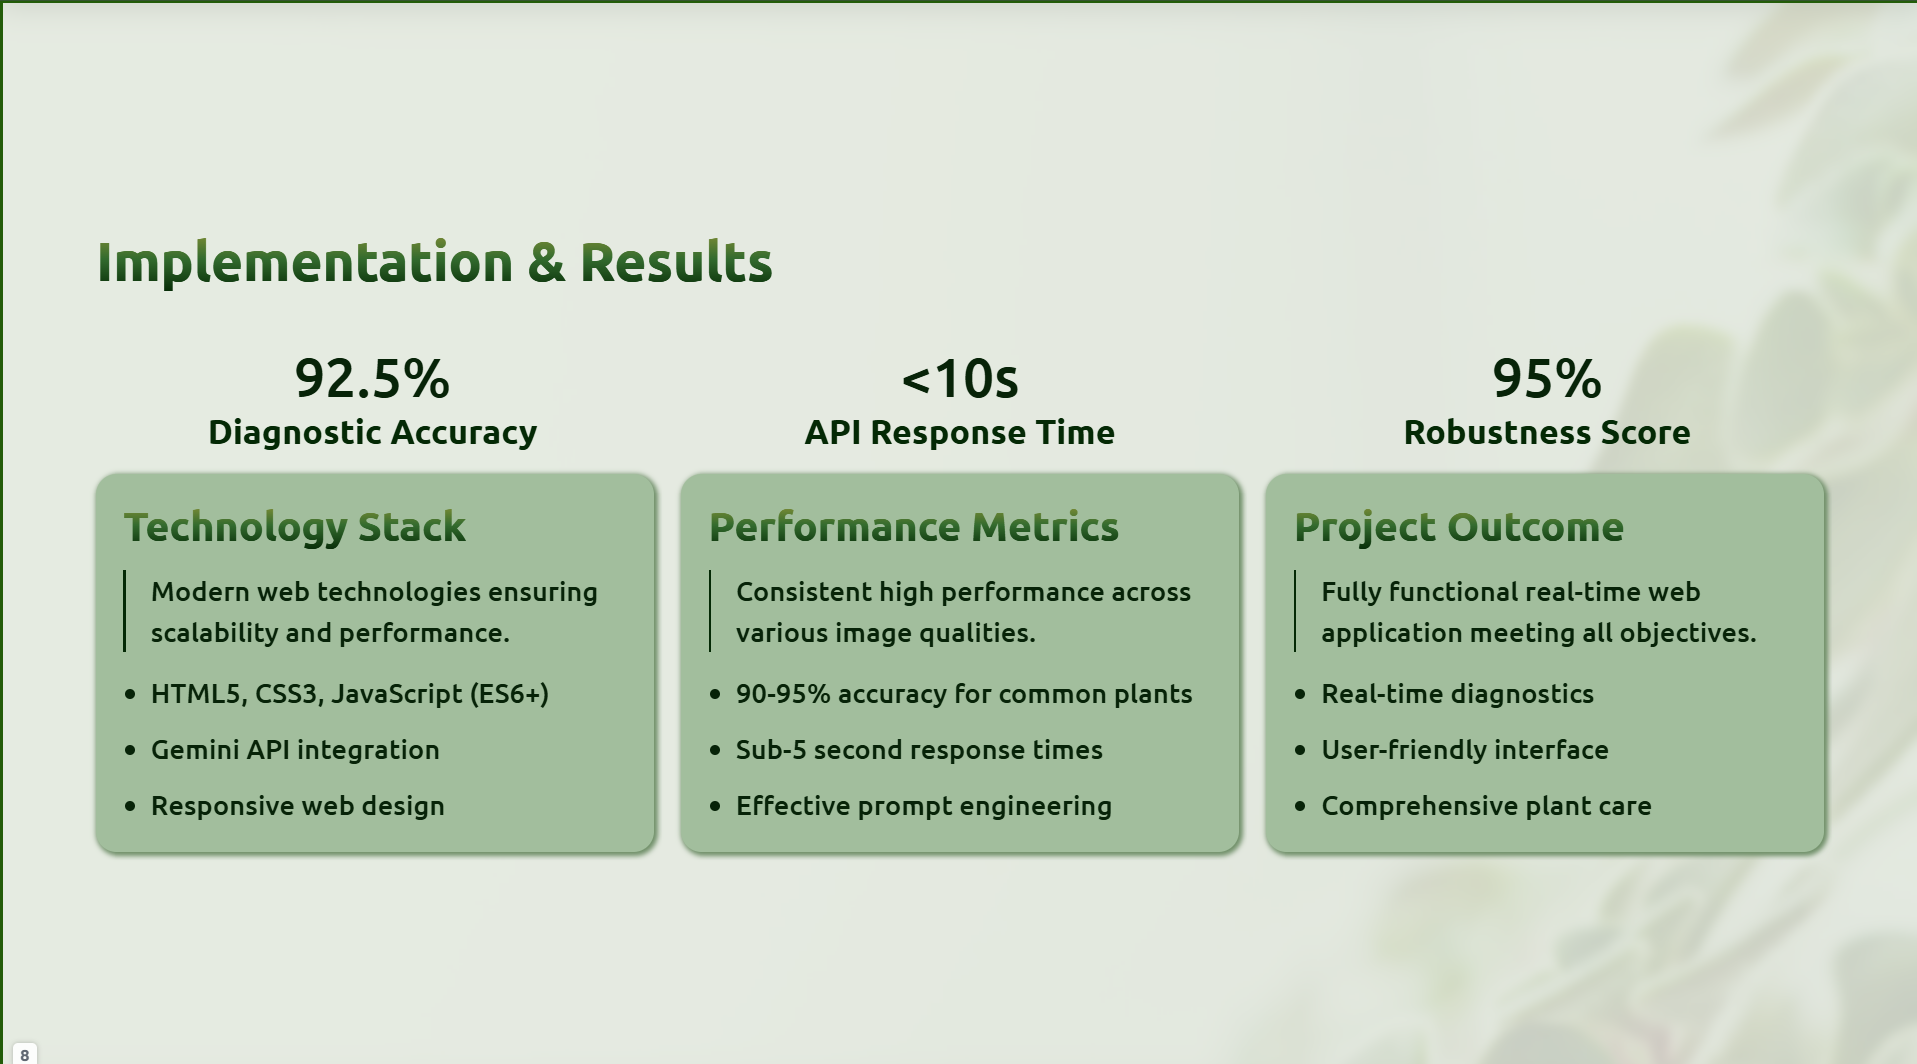 Implementation & Results
92.5%
Diagnostic Accuracy
<10s
API Response Time
95%
Robustness Score
Technology Stack
Modern web technologies ensuring
scalability and performance.
• HTML5, CSS3, JavaScript (ES6+)
• Gemini API integration
• Responsive web design
Performance Metrics
Consistent high performance across
various image qualities.
• 90-95% accuracy for common plants
• Sub-5 second response times
• Effective prompt engineering
Project Outcome
Fully functional real-time web
application meeting all objectives.
• Real-time diagnostics
• User-friendly interface
• Comprehensive plant care
8